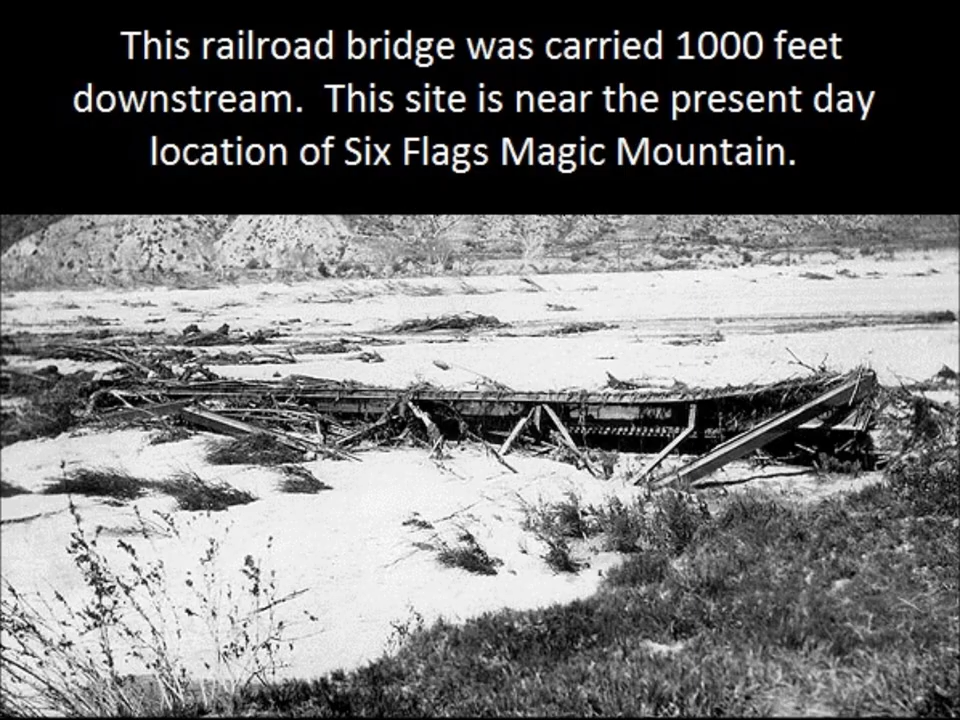 This railroad bridge was carried 1000 feet
downstream.  This site is near the present day
location of Six Flags Magic Mountain.